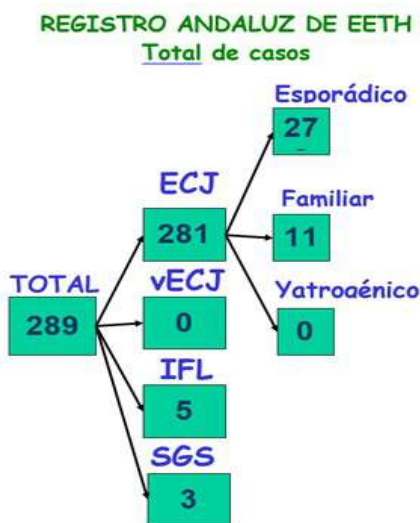 REGISTRO ANDALUZ DE EETH
Total de casos
Esporádico
27
ECJ
281
Familiar
11
TOTAL
289
vECJ
0
Yatrogénico
0
IFL
5
SGS
3